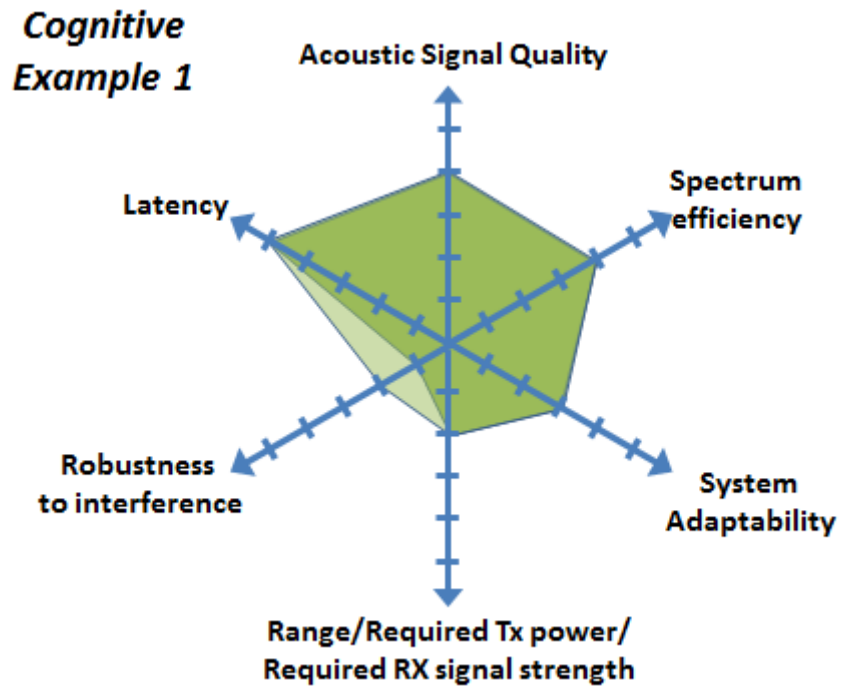 Cognitive
Example 1
Acoustic Signal Quality
Spectrum
efficiency
Latency
Robustness
to interference
System
Adaptability
Range/Required Tx power/
Required RX signal strength